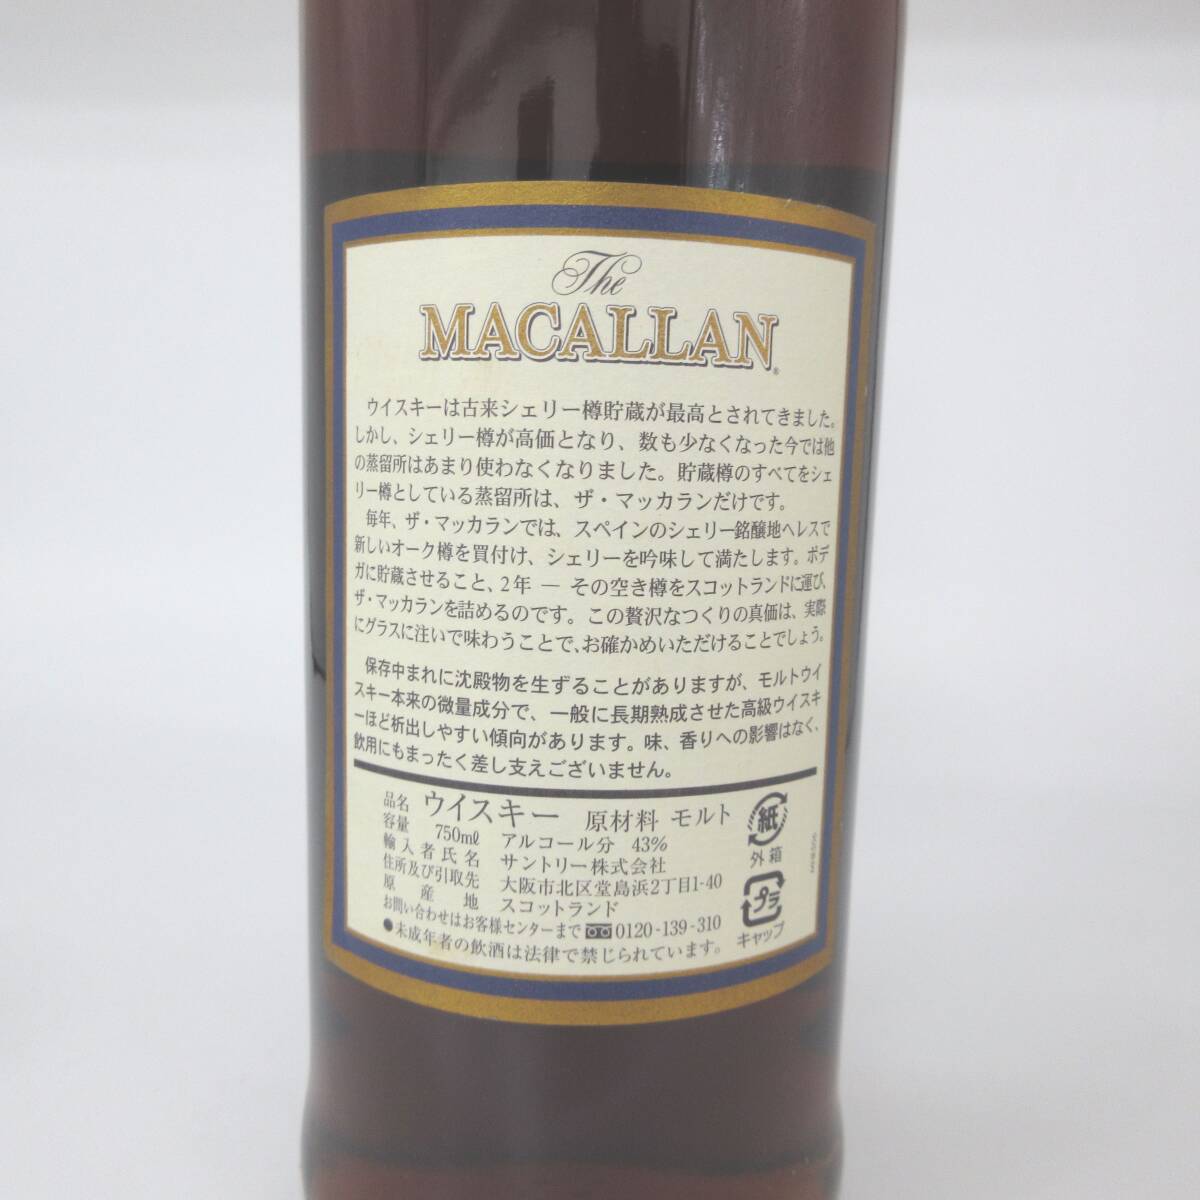 The
MACALLAN®
ウイスキーは古来シェリー樽貯蔵が最高とされてきました。
しかし、シェリー樽が高価となり、数も少なくなった今では他
の蒸留所はあまり使わなくなりました。貯蔵樽のすべてをシェ
リー樽としている蒸留所は、ザ・マッカランだけです。
毎年、ザ・マッカランでは、スペインのシェリー銘醸地ヘレスで
新しいオーク樽を買付け、シェリーを吟味して満たします。ボデ
ガに貯蔵させること、2年 — その空き樽をスコットランドに運び、
ザ・マッカランを詰めるのです。この贅沢なつくりの真価は、実際
にグラスに注いで味わうことで、お確かめいただけることでしょう。
保存中まれに沈殿物を生ずることがありますが、モルトウイ
スキー本来の微量成分で、一般に長期熟成させた高級ウイスキ
ーほど析出しやすい傾向があります。味、香りへの影響はなく、
飲用にもまったく差し支えございません。
品名 ウイスキー 原材料 モルト
容量 750㎖ アルコール分 43%
輸入者氏名 サントリー株式会社
住所及び引取先 大阪市北区堂島浜2丁目1-40
原産地 スコットランド
お問い合わせはお客様センターまで 0120-139-310
●未成年者の飲酒は法律で禁じられています。
紙
外箱
プラ
キャップ